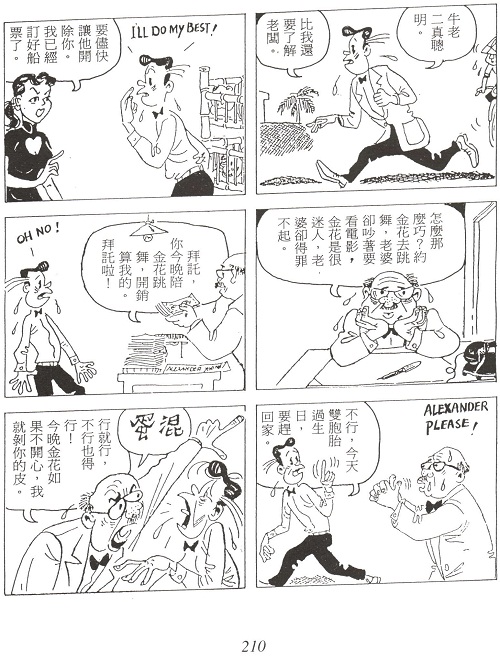 牛老
二真聰
明。
比我還
要了解
老闆。
I'LL DO MY BEST!
要儘快
讓他開
除你。
我已經
訂好船
票了。
怎麼那
麼巧？約
金花去跳
舞，老婆
卻吵著要
看電影，
金花是很
迷人，老
婆卻得罪
不起。
拜託，
你今晚陪
金花跳
舞，開銷
算我的。
拜託啦！
ALEXANDER
OH NO!
ALEXANDER
PLEASE!
不行，今天
雙胞胎
過生
日，
要趕
回家。
混蛋
行就行，
不行也得
行！
今晚金花如
果不開心，我
就剝你的皮。
210